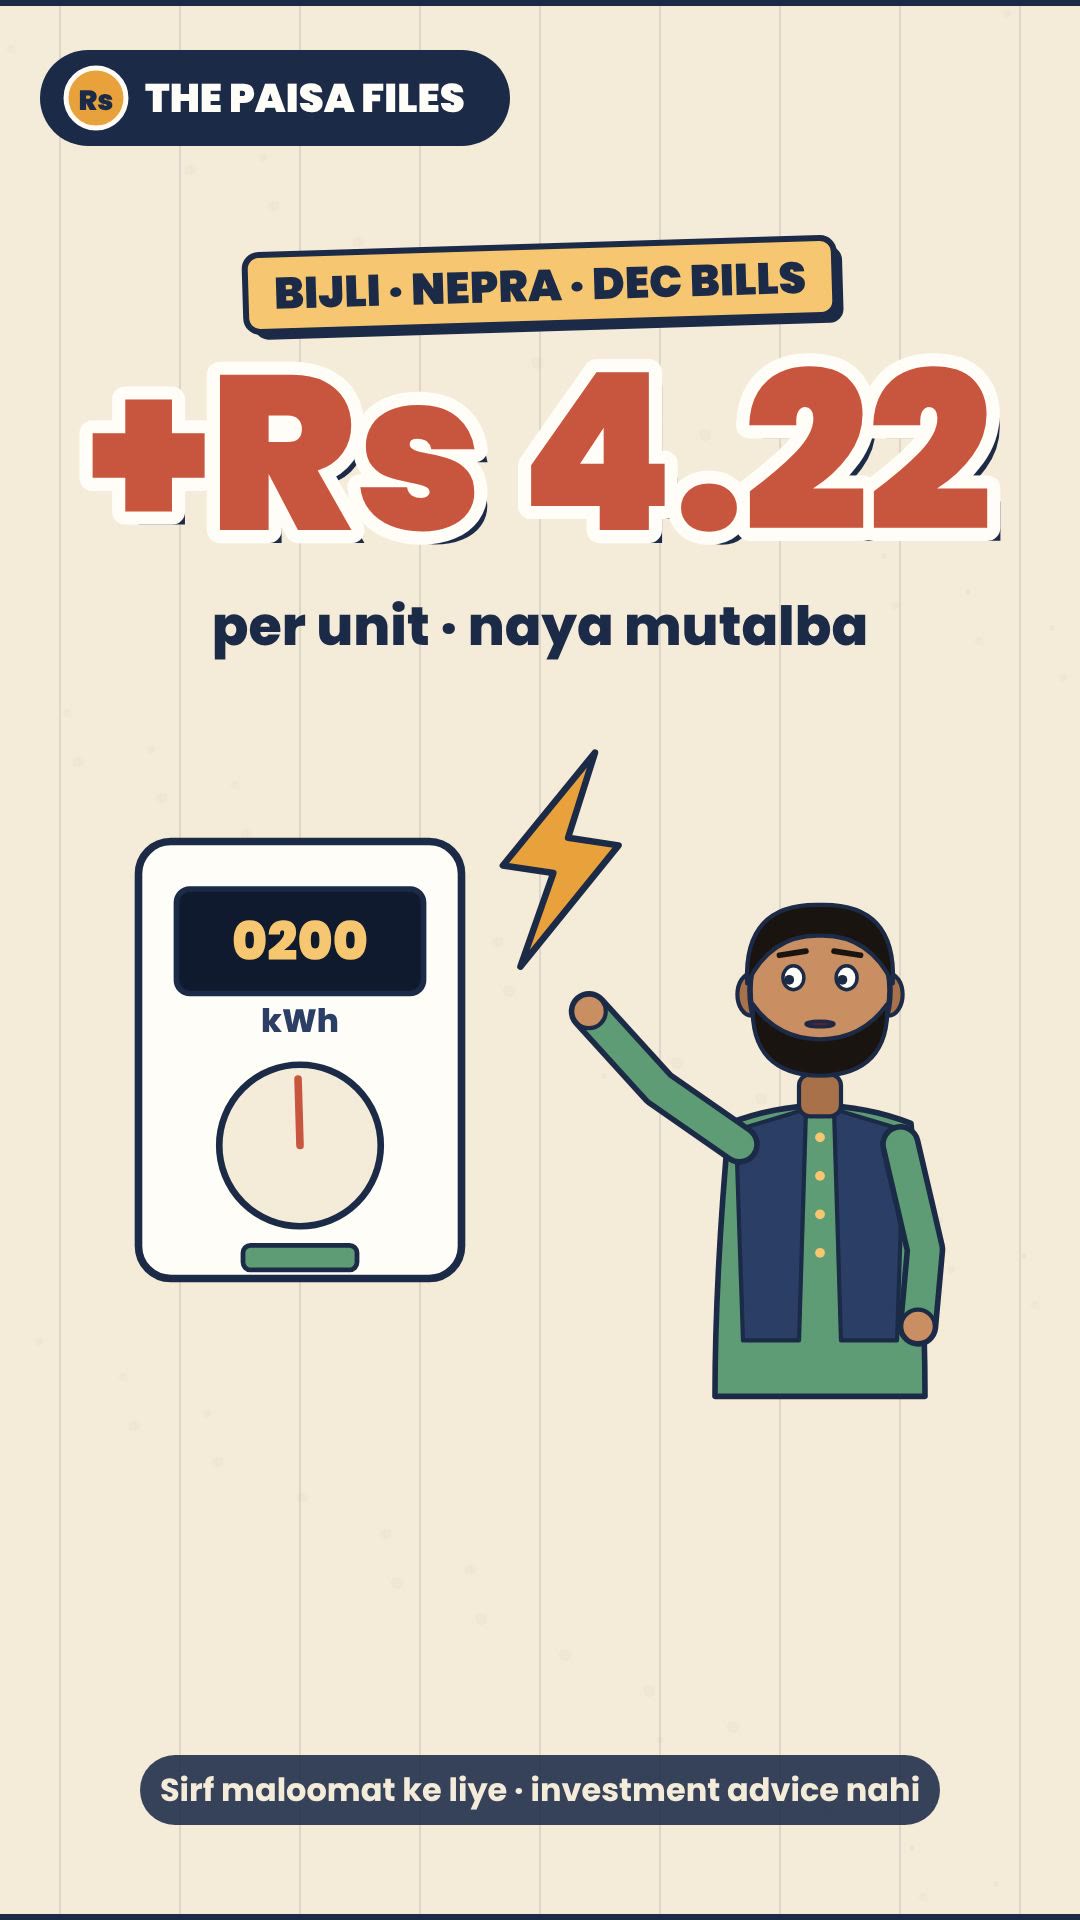 Rs THE PAISA FILES
BIJLI · NEPRA · DEC BILLS
+Rs 4.22
per unit · naya mutalba
0200
kWh
Sirf maloomat ke liye · investment advice nahi